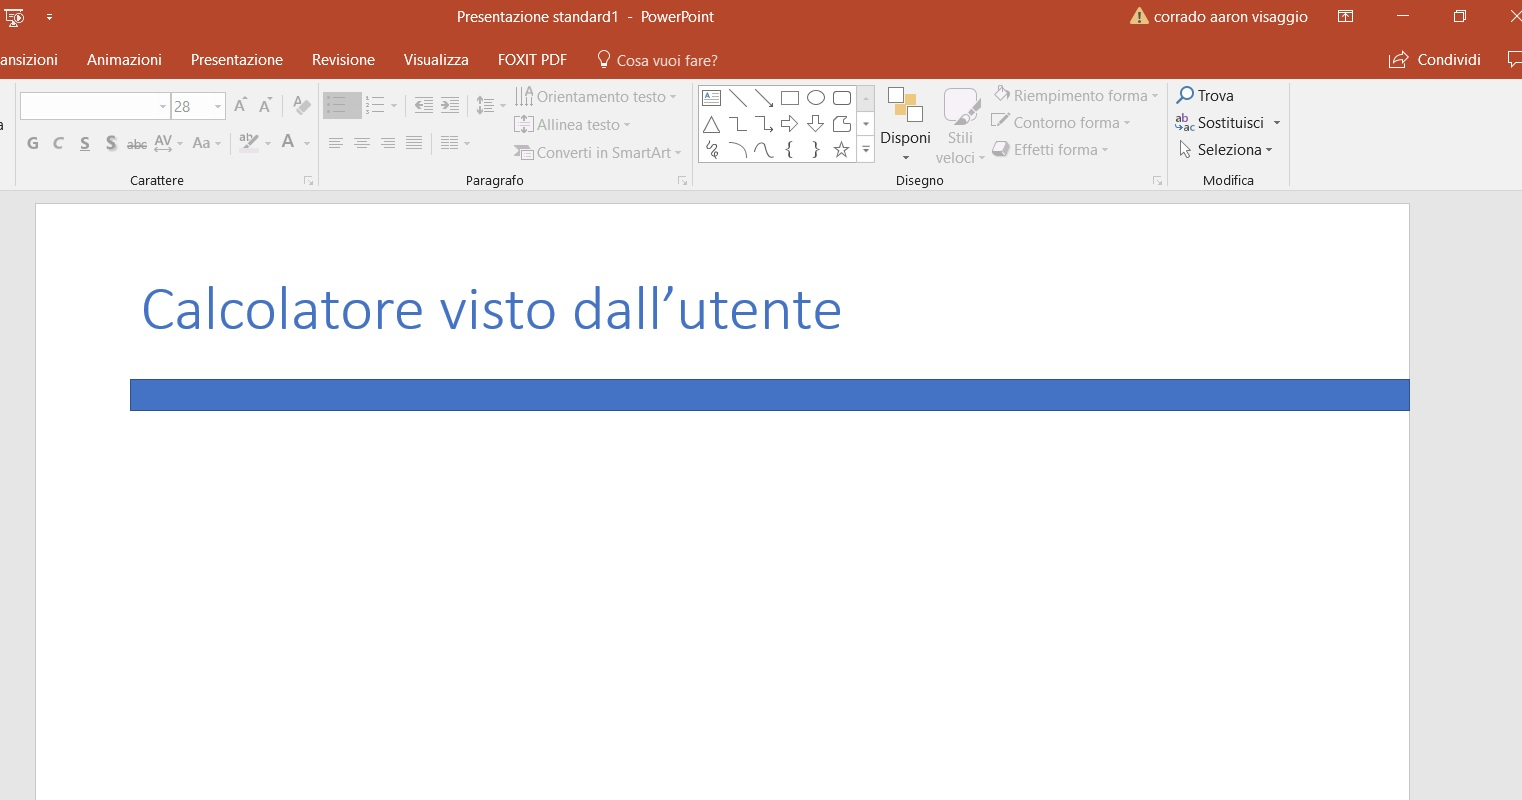 Presentazione standard1 - PowerPoint
corrado aaron visaggio
ansizioni Animazioni Presentazione Revisione Visualizza FOXIT PDF Cosa vuoi fare? Condividi
28 A A A
Orientamento testo
Allinea testo
Converti in SmartArt
G C S S abc AV Aa aby A
Disponi
Stili
veloci
Riempimento forma
Contorno forma
Effetti forma
Trova
Sostituisci
Seleziona
a
Carattere Paragrafo Disegno Modifica
Calcolatore visto dall’utente